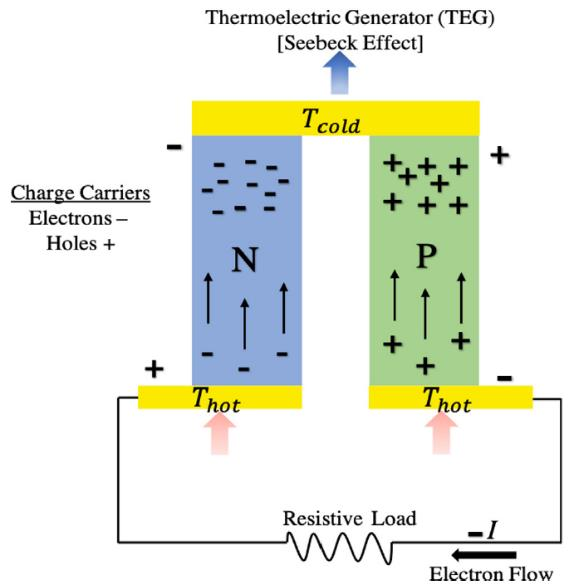 Thermoelectric Generator (TEG)
[Seebeck Effect]
T_cold
Charge Carriers
Electrons –
Holes +
N
P
T_hot
T_hot
Resistive Load
-I
Electron Flow